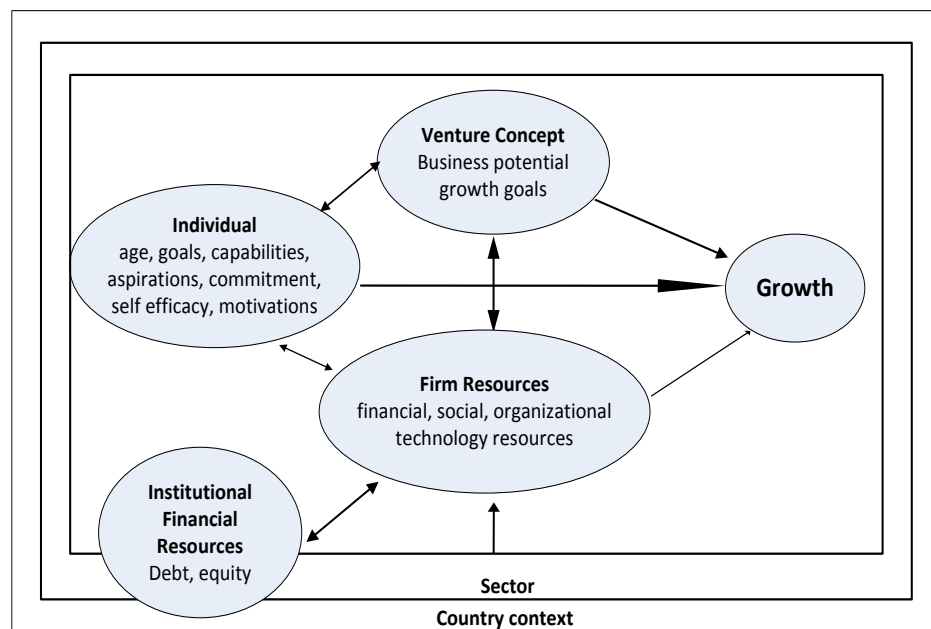 Venture Concept
Business potential
growth goals
Individual
age, goals, capabilities,
aspirations, commitment,
self efficacy, motivations
Growth
Firm Resources
financial, social, organizational
technology resources
Institutional
Financial
Resources
Debt, equity
Sector
Country context